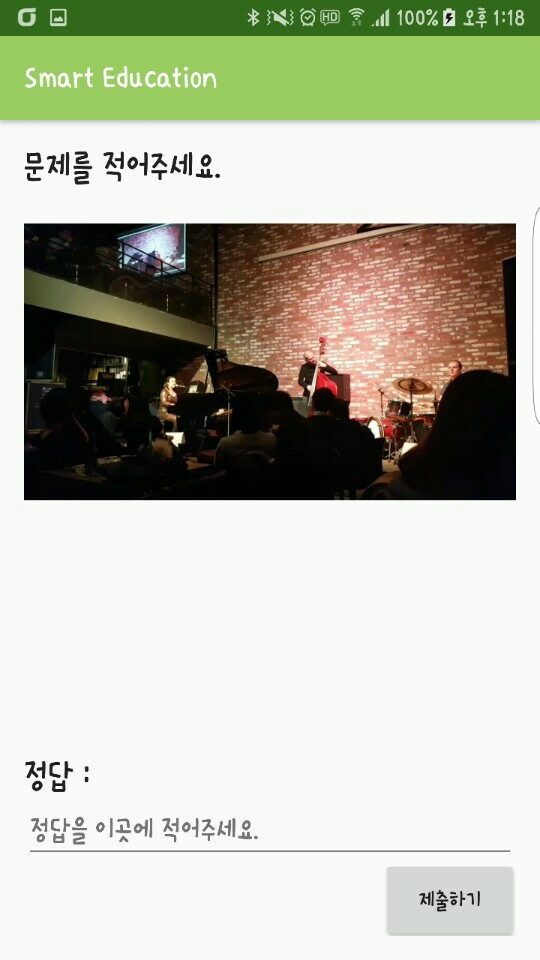 100% 오후 1:18
Smart Education
문제를 적어주세요.
정답 :
정답을 이곳에 적어주세요.
제출하기